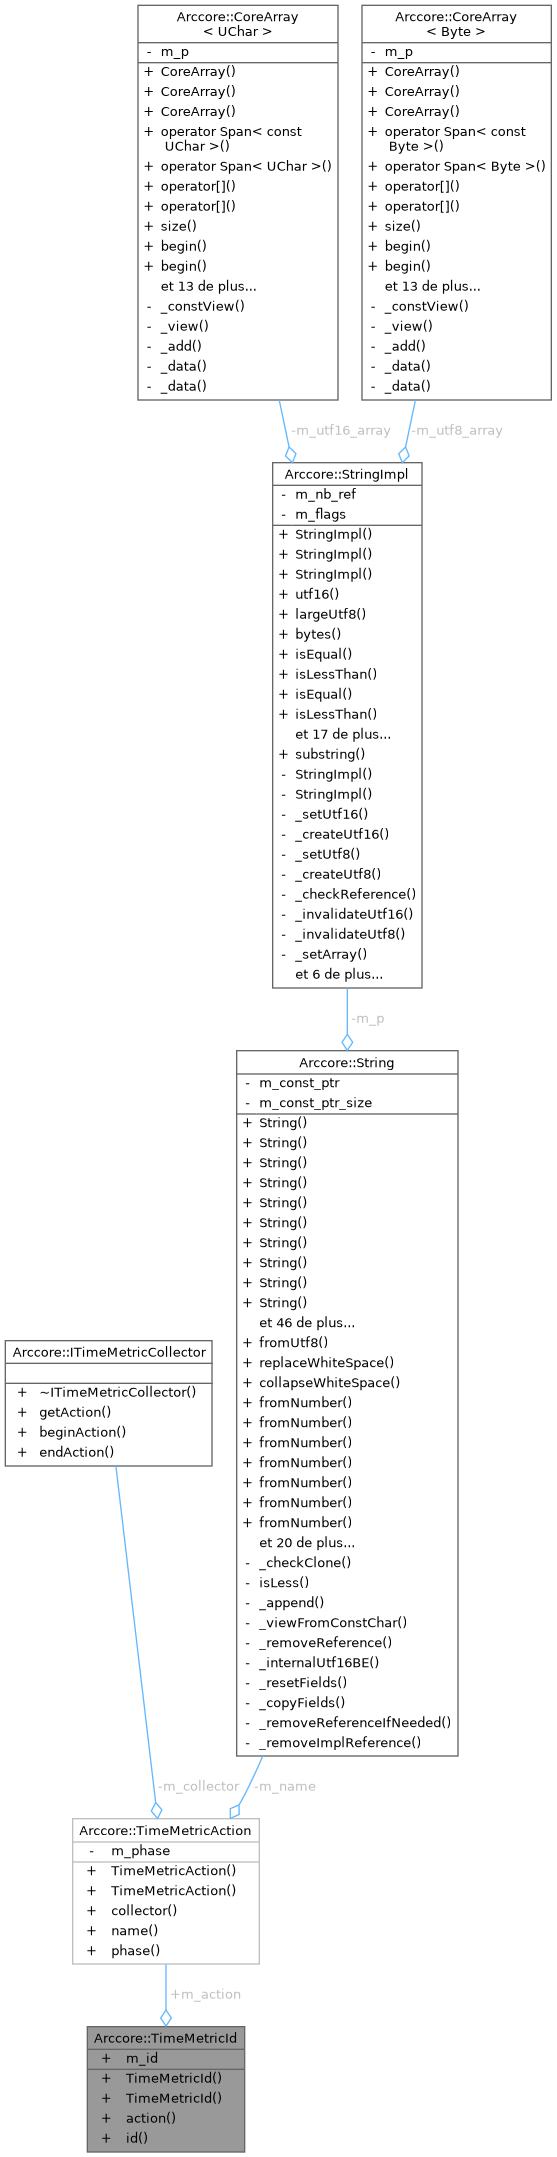 Arccore::CoreArray
< UChar >
- m_p
+ CoreArray()
+ CoreArray()
+ CoreArray()
+ operator Span< const
UChar >()
+ operator Span< UChar >()
+ operator[]()
+ operator[]()
+ size()
+ begin()
+ begin()
et 13 de plus...
- _constView()
- _view()
- _add()
- _data()
- _data()
Arccore::CoreArray
< Byte >
- m_p
+ CoreArray()
+ CoreArray()
+ CoreArray()
+ operator Span< const
Byte >()
+ operator Span< Byte >()
+ operator[]()
+ operator[]()
+ size()
+ begin()
+ begin()
et 13 de plus...
- _constView()
- _view()
- _add()
- _data()
- _data()
-m_utf16_array
-m_utf8_array
Arccore::StringImpl
- m_nb_ref
- m_flags
+ StringImpl()
+ StringImpl()
+ StringImpl()
+ utf16()
+ largeUtf8()
+ bytes()
+ isEqual()
+ isLessThan()
+ isEqual()
+ isLessThan()
et 17 de plus...
+ substring()
- StringImpl()
- StringImpl()
- _setUtf16()
- _createUtf16()
- _setUtf8()
- _createUtf8()
- _checkReference()
- _invalidateUtf16()
- _invalidateUtf8()
- _setArray()
et 6 de plus...
-m_p
Arccore::String
- m_const_ptr
- m_const_ptr_size
+ String()
+ String()
+ String()
+ String()
+ String()
+ String()
+ String()
+ String()
+ String()
+ String()
et 46 de plus...
+ fromUtf8()
+ replaceWhiteSpace()
+ collapseWhiteSpace()
+ fromNumber()
+ fromNumber()
+ fromNumber()
+ fromNumber()
+ fromNumber()
+ fromNumber()
+ fromNumber()
et 20 de plus...
- _checkClone()
- isLess()
- _append()
- _viewFromConstChar()
- _removeReference()
- _internalUtf16BE()
- _resetFields()
- _copyFields()
- _removeReferenceIfNeeded()
- _removeImplReference()
Arccore::ITimeMetricCollector
+ ~ITimeMetricCollector()
+ getAction()
+ beginAction()
+ endAction()
-m_collector
-m_name
Arccore::TimeMetricAction
- m_phase
+ TimeMetricAction()
+ TimeMetricAction()
+ collector()
+ name()
+ phase()
+m_action
Arccore::TimeMetricId
+ m_id
+ TimeMetricId()
+ TimeMetricId()
+ action()
+ id()